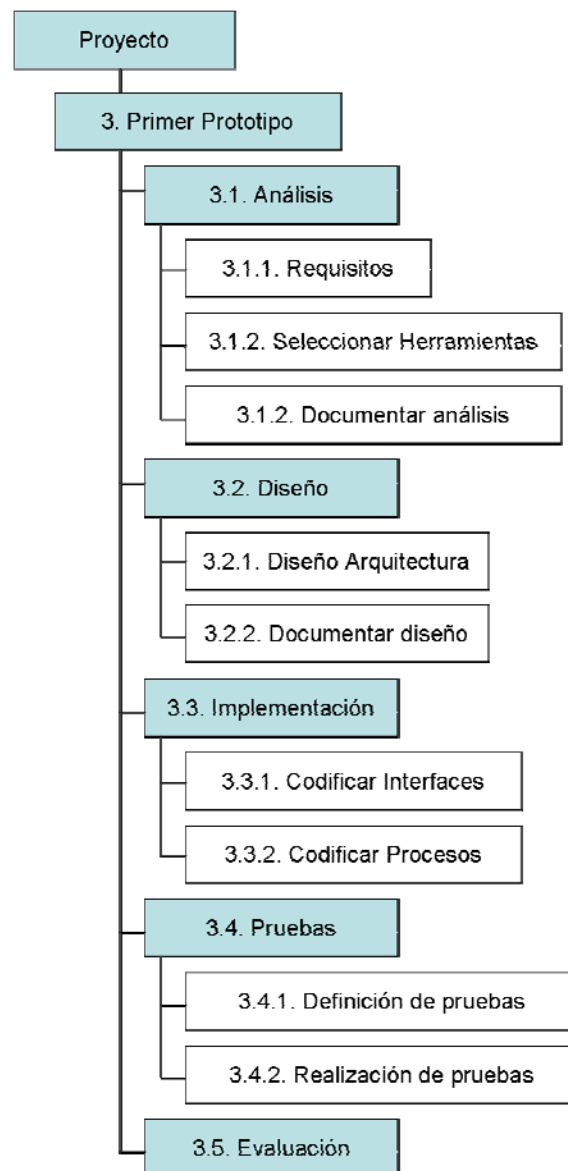 Proyecto
3. Primer Prototipo
3.1. Análisis
3.1.1. Requisitos
3.1.2. Seleccionar Herramientas
3.1.2. Documentar análisis
3.2. Diseño
3.2.1. Diseño Arquitectura
3.2.2. Documentar diseño
3.3. Implementación
3.3.1. Codificar Interfaces
3.3.2. Codificar Procesos
3.4. Pruebas
3.4.1. Definición de pruebas
3.4.2. Realización de pruebas
3.5. Evaluación